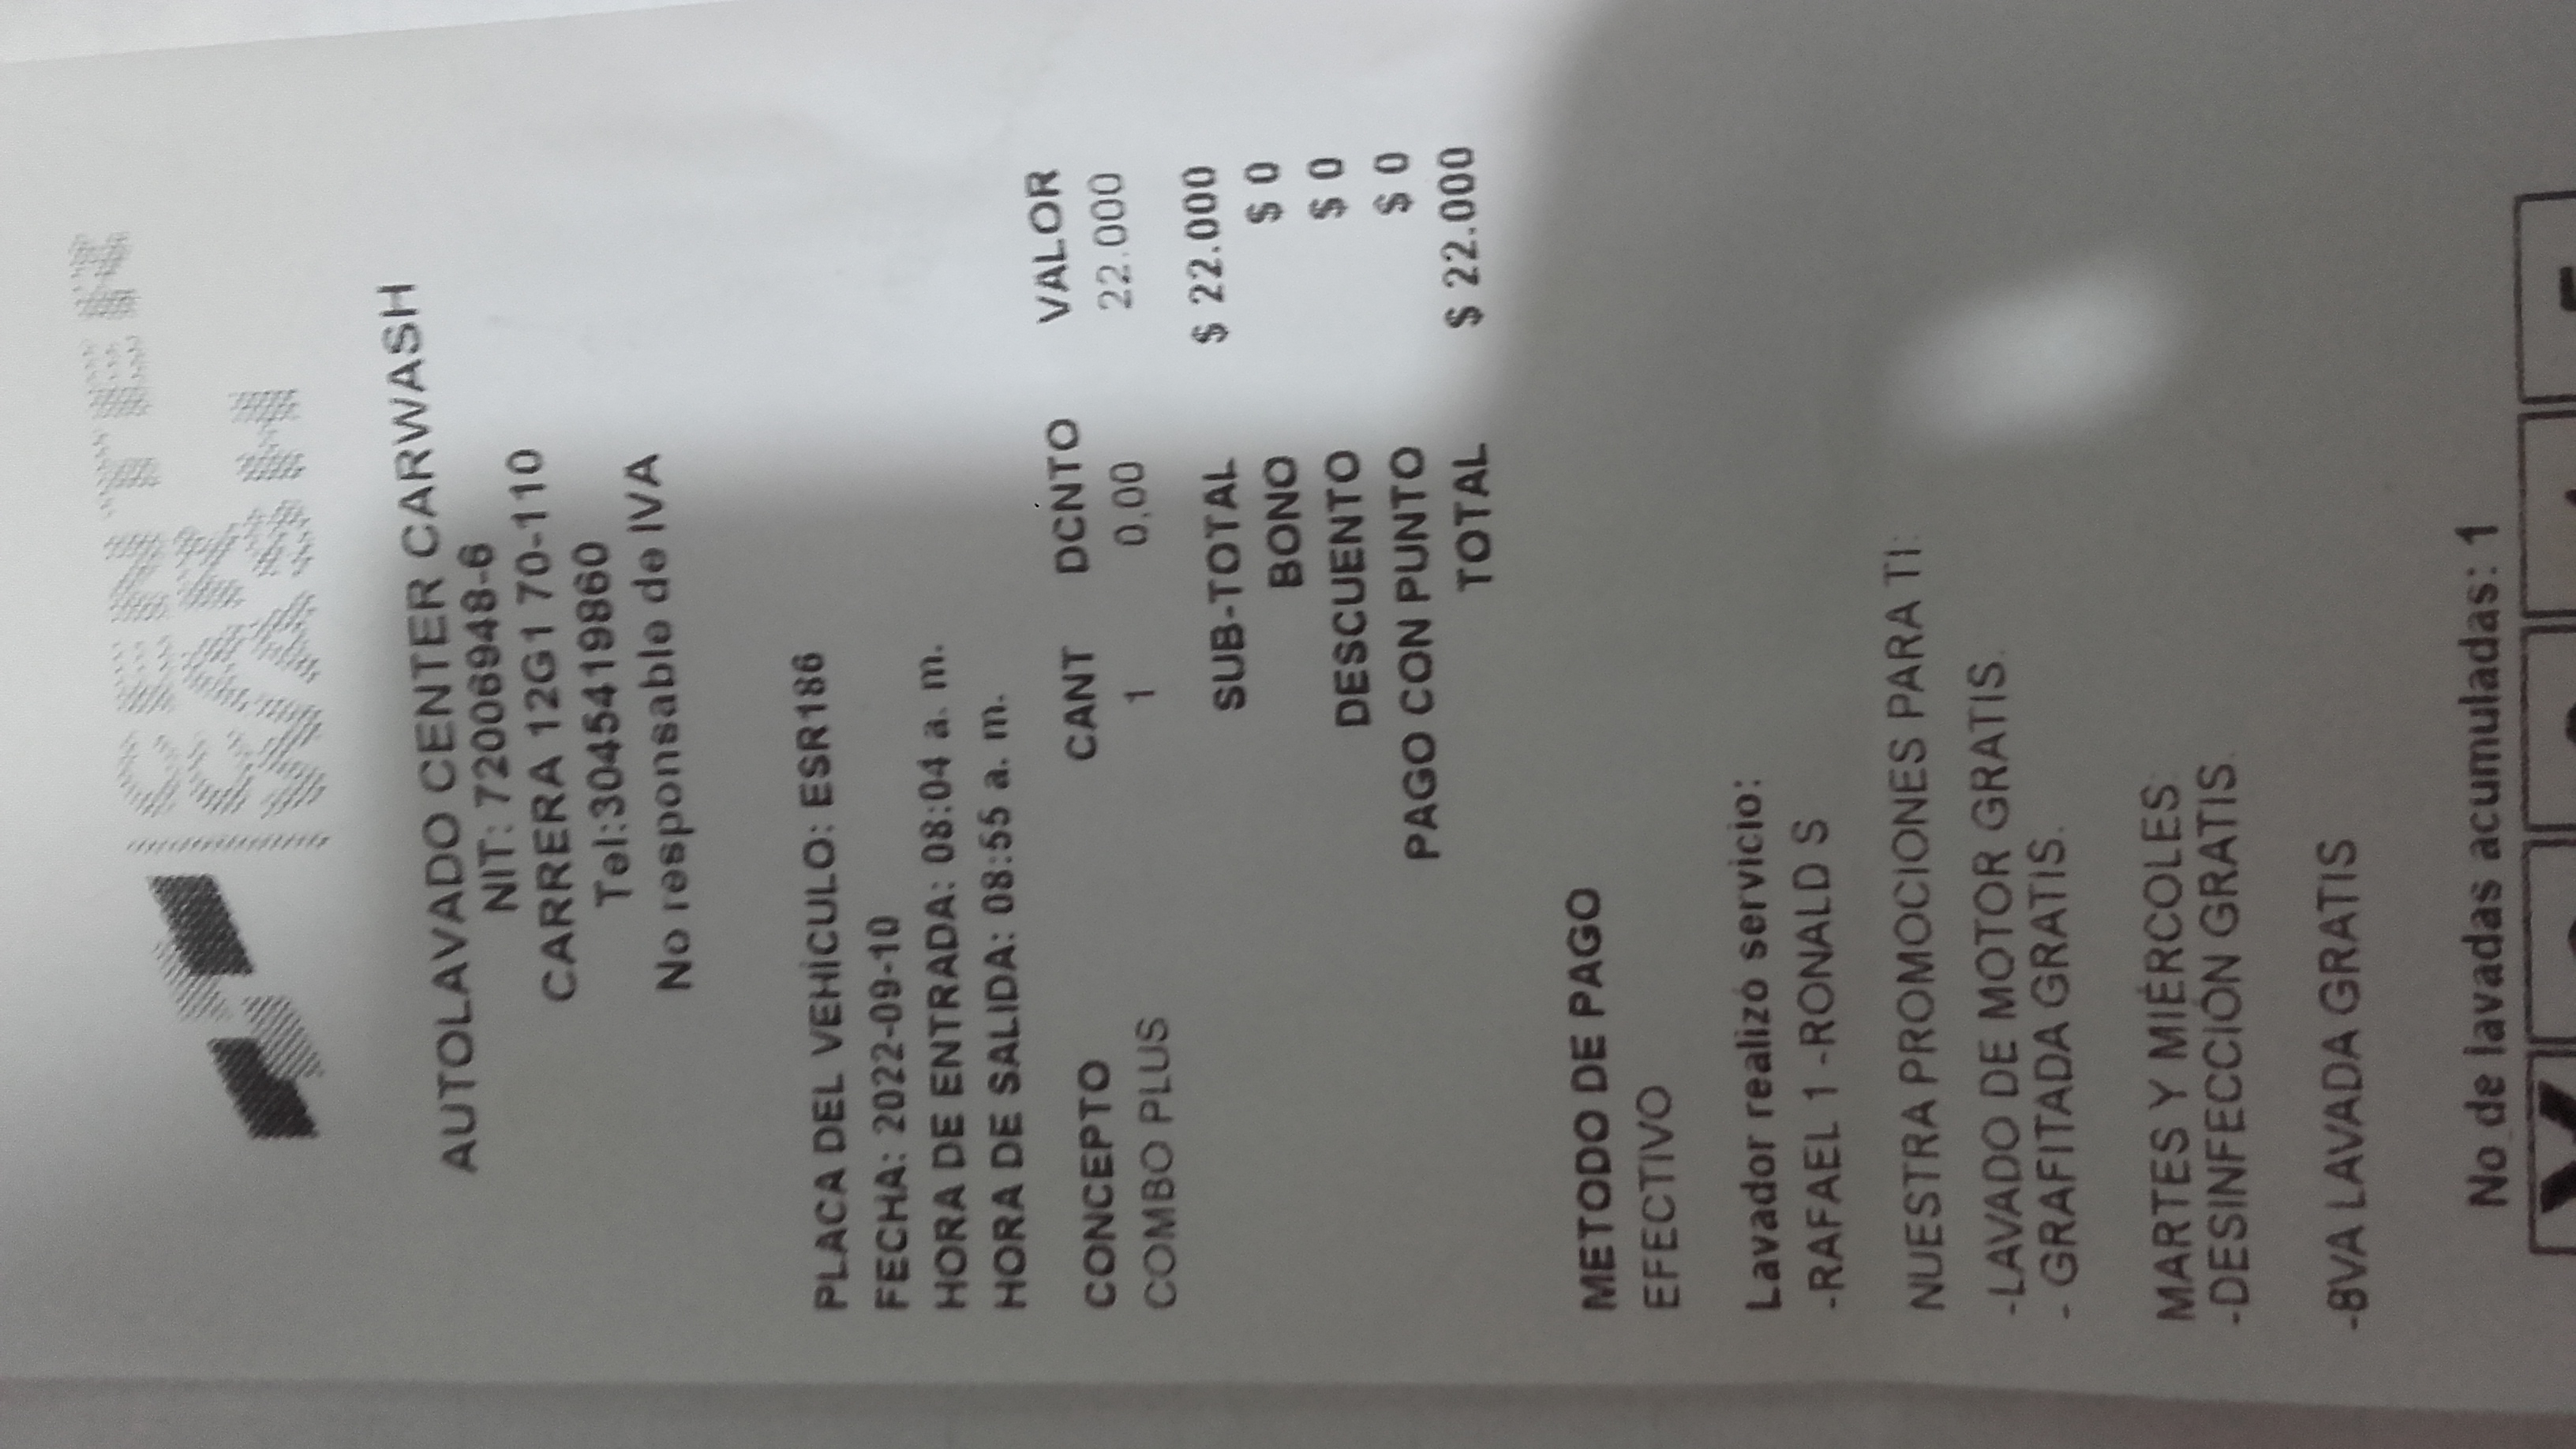 CENTER
CARWASH
AUTOLAVADO CENTER CARWASH
NIT: 72006948-6
CARRERA 12G1 70-110
Tel:3045419860
No responsable de IVA
PLACA DEL VEHÍCULO: ESR186
FECHA: 2022-09-10
HORA DE ENTRADA: 08:04 a. m.
HORA DE SALIDA: 08:55 a. m.
CONCEPTO CANT DCNTO VALOR
COMBO PLUS 1 0,00 22.000
SUB-TOTAL $ 22.000
BONO $ 0
DESCUENTO $ 0
PAGO CON PUNTO $ 0
TOTAL $ 22.000
METODO DE PAGO
EFECTIVO
Lavador realizó servicio:
-RAFAEL 1 -RONALD S
NUESTRA PROMOCIONES PARA TI:
-LAVADO DE MOTOR GRATIS.
- GRAFITADA GRATIS.
MARTES Y MIÉRCOLES:
-DESINFECCIÓN GRATIS.
-8VA LAVADA GRATIS
No de lavadas acumuladas: 1